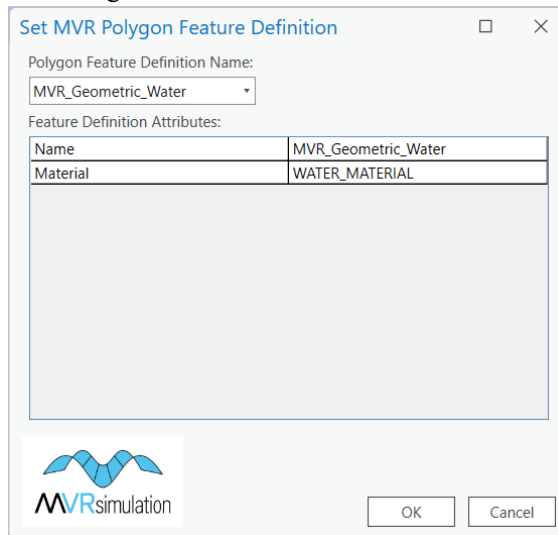 Set MVR Polygon Feature Definition
Polygon Feature Definition Name:
MVR_Geometric_Water
Feature Definition Attributes:
Name MVR_Geometric_Water
Material WATER_MATERIAL
MVRsimulation
OK Cancel